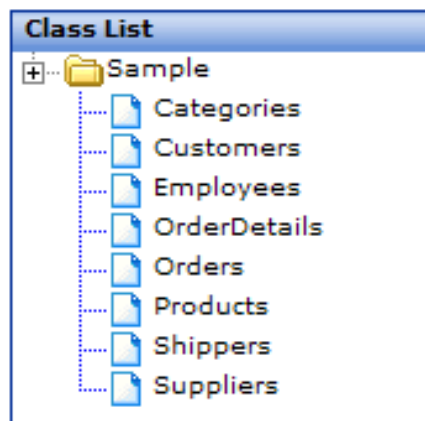 Class List
Sample
Categories
Customers
Employees
OrderDetails
Orders
Products
Shippers
Suppliers